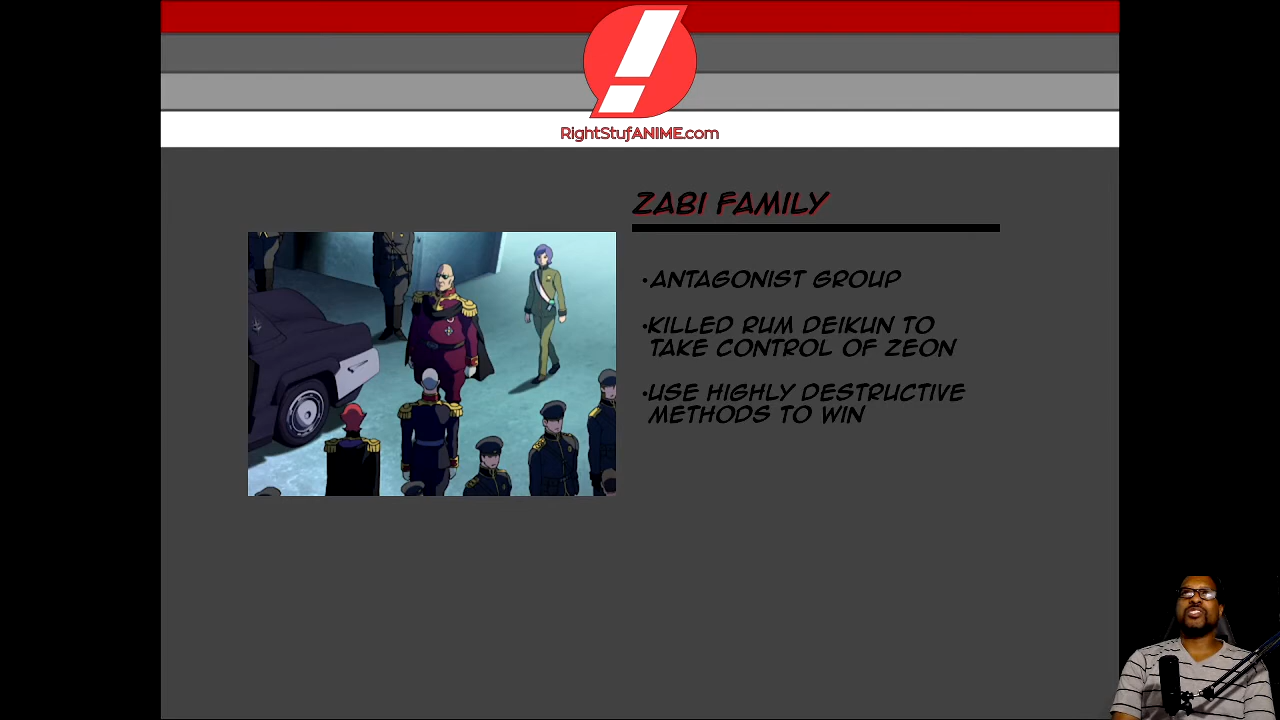 RightStufANIME.com
ZABI FAMILY
•ANTAGONIST GROUP
•KILLED RUM DEIKUN TO
TAKE CONTROL OF ZEON
•USE HIGHLY DESTRUCTIVE
METHODS TO WIN